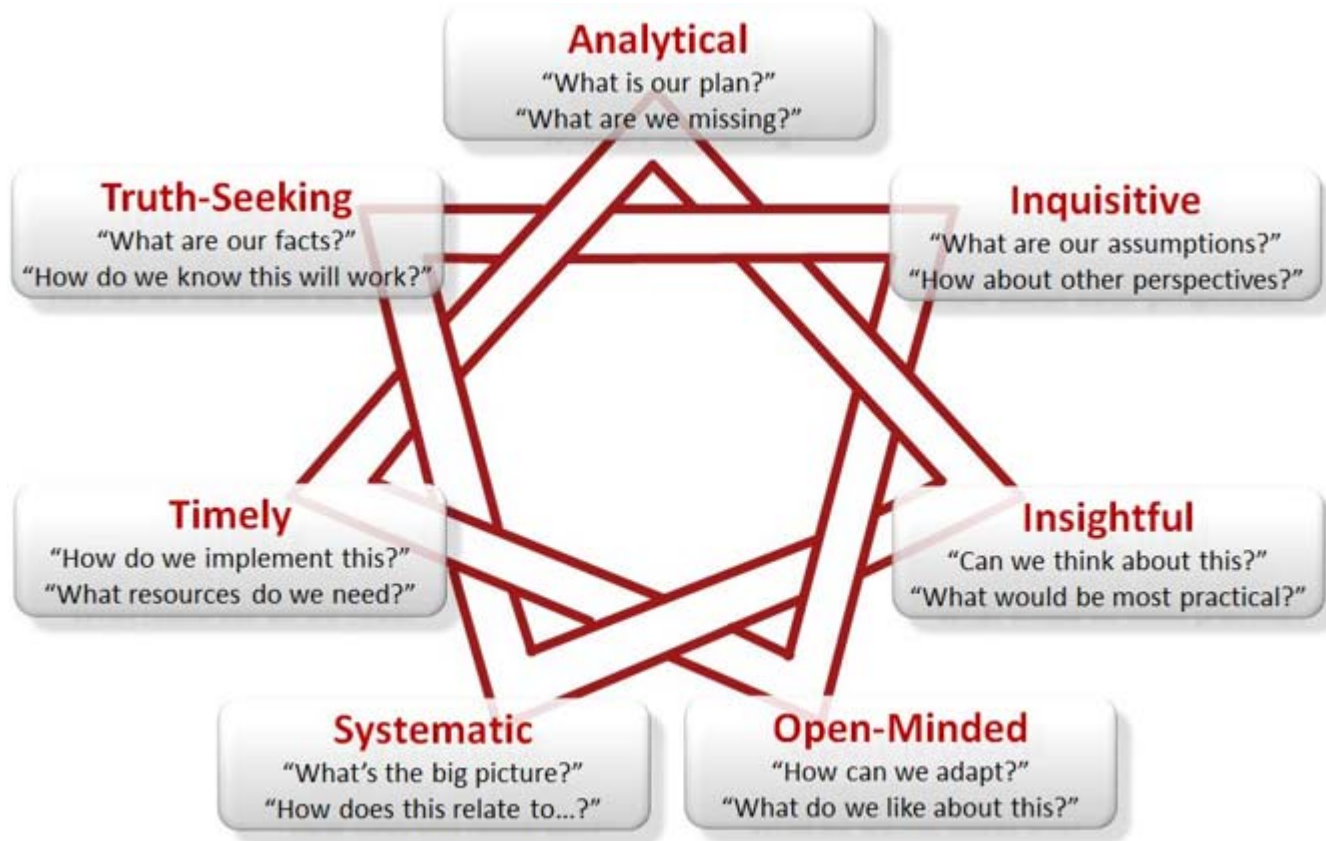 Analytical
“What is our plan?”
“What are we missing?”
Truth-Seeking
“What are our facts?”
“How do we know this will work?”
Inquisitive
“What are our assumptions?”
“How about other perspectives?”
Timely
“How do we implement this?”
“What resources do we need?”
Insightful
“Can we think about this?”
“What would be most practical?”
Systematic
“What’s the big picture?”
“How does this relate to...?”
Open-Minded
“How can we adapt?”
“What do we like about this?”